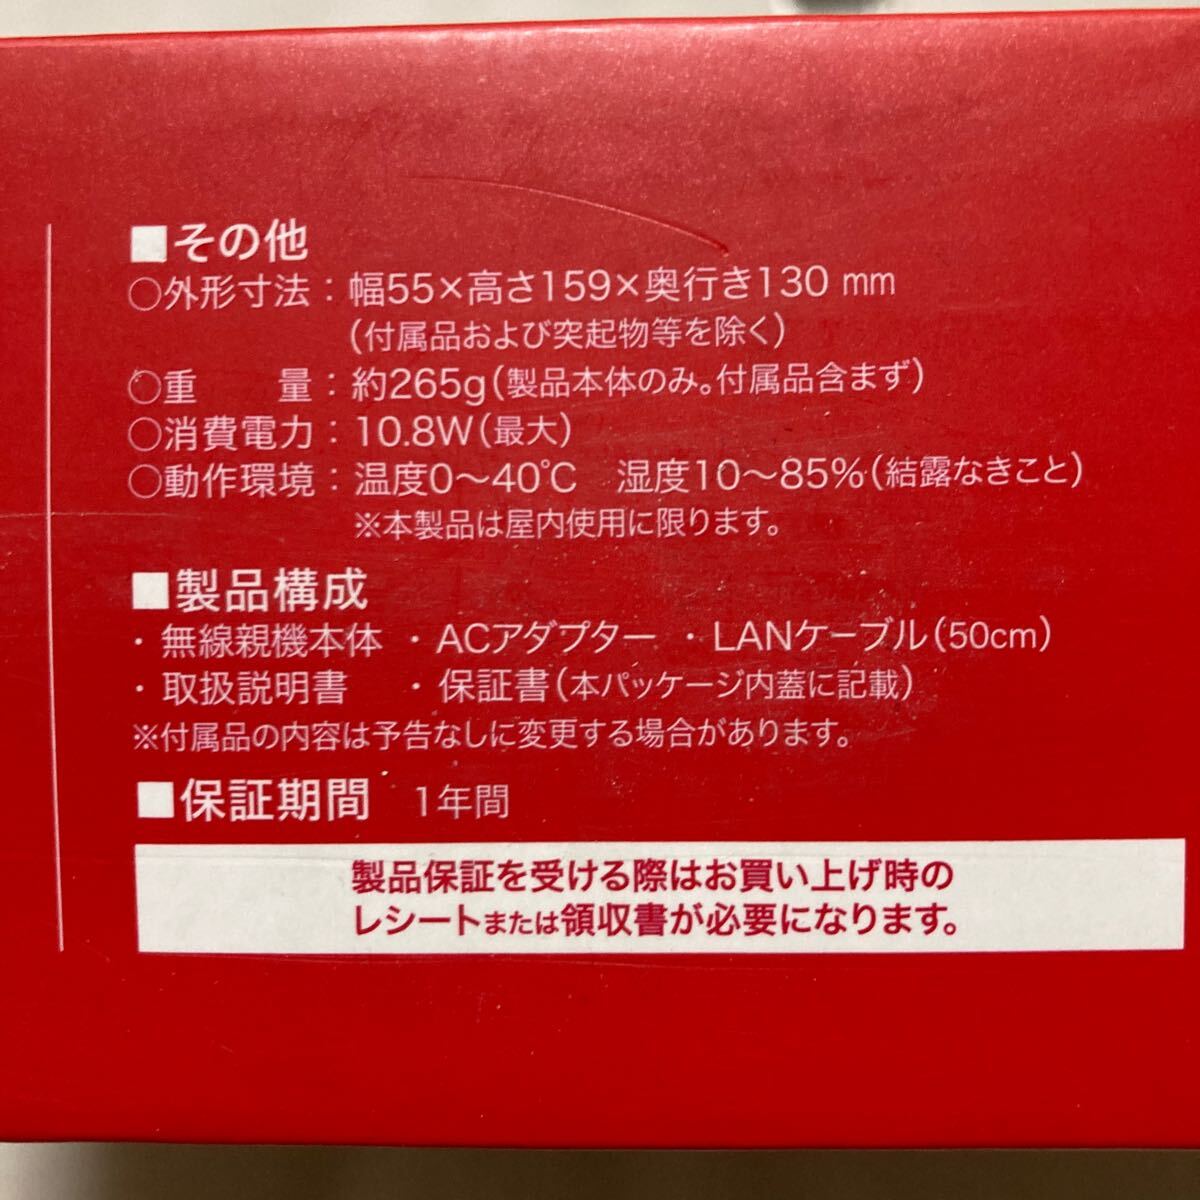 ■その他
○外形寸法：幅55×高さ159×奥行き130 mm
(付属品および突起物等を除く)
○重　量：約265g(製品本体のみ。付属品含まず)
○消費電力：10.8W(最大)
○動作環境：温度0～40℃　湿度10～85%(結露なきこと)
※本製品は屋内使用に限ります。
■製品構成
・無線親機本体 ・ACアダプター ・LANケーブル(50cm)
・取扱説明書 ・保証書(本パッケージ内蓋に記載)
※付属品の内容は予告なしに変更する場合があります。
■保証期間 1年間
製品保証を受ける際はお買い上げ時の
レシートまたは領収書が必要になります。